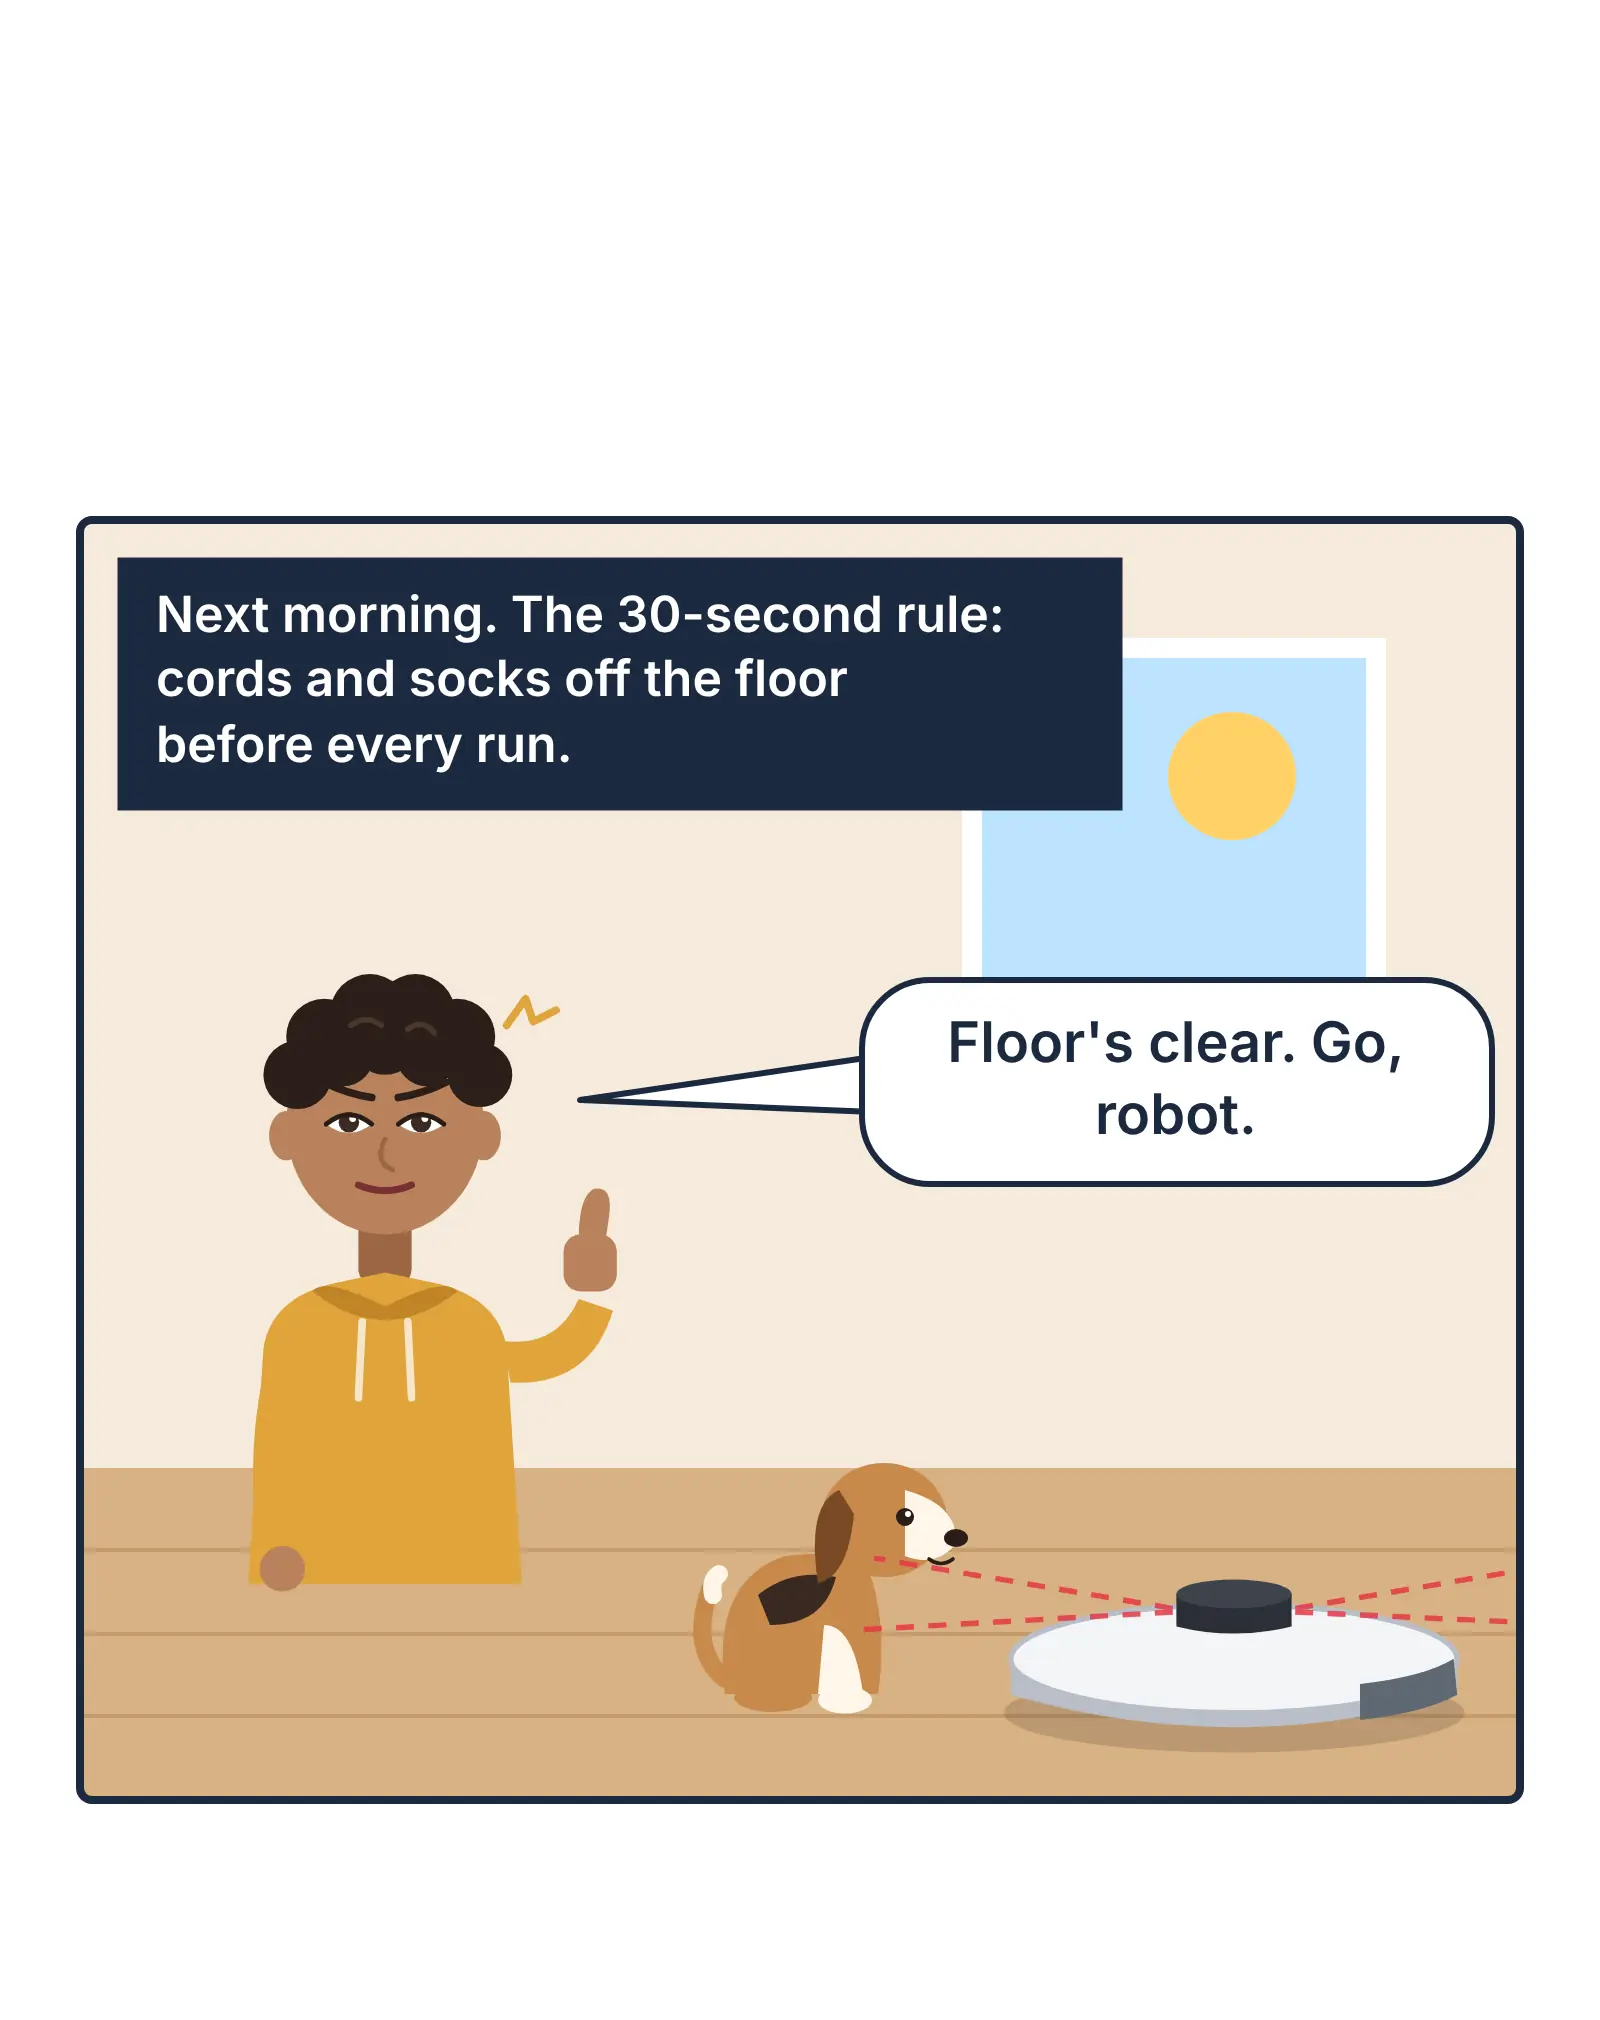 Next morning. The 30-second rule:
cords and socks off the floor
before every run.
Floor's clear. Go,
robot.